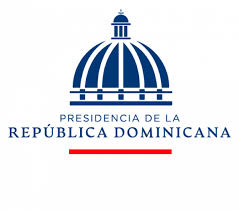 PRESIDENCIA DE LA
REPÚBLICA DOMINICANA